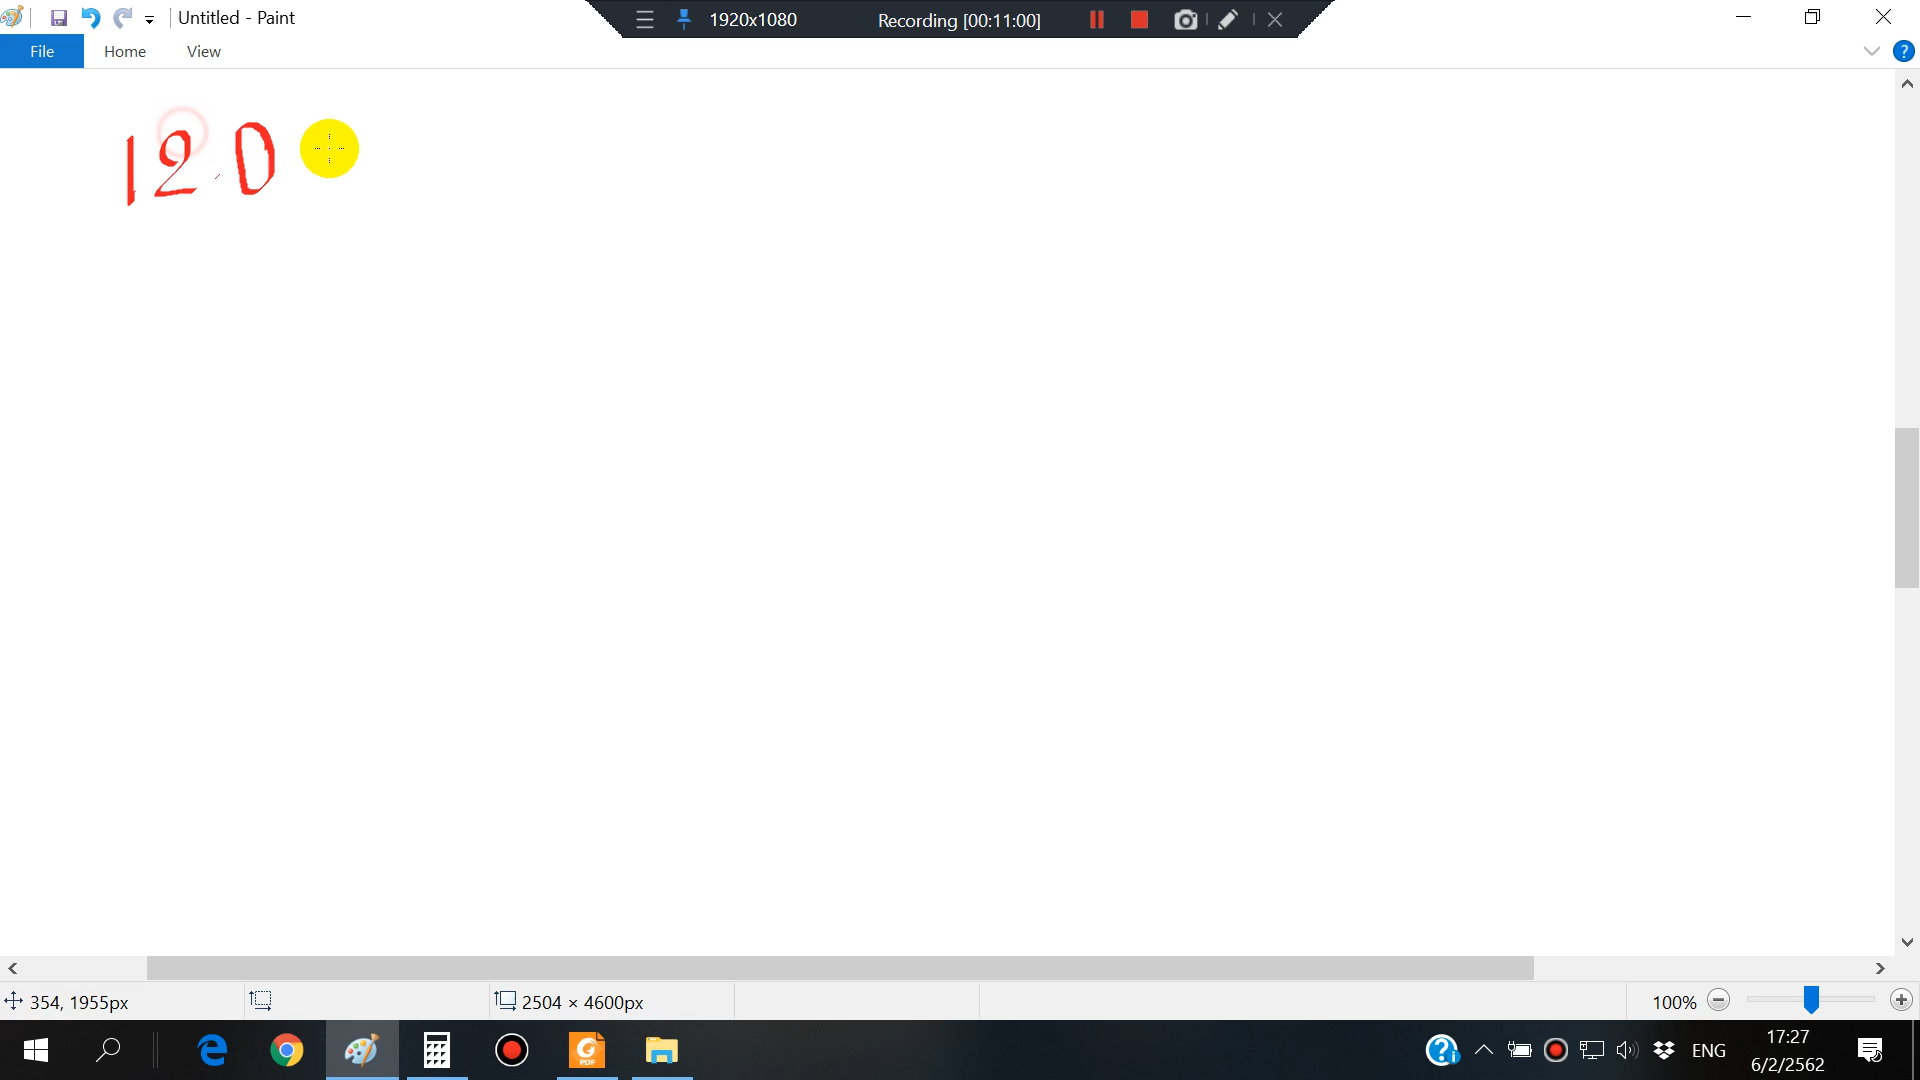 Untitled - Paint
1920x1080
Recording [00:11:00]
File
Home
View
?
12.0
354, 1955px
2504 × 4600px
100%
PDF
ENG
17:27
6/2/2562